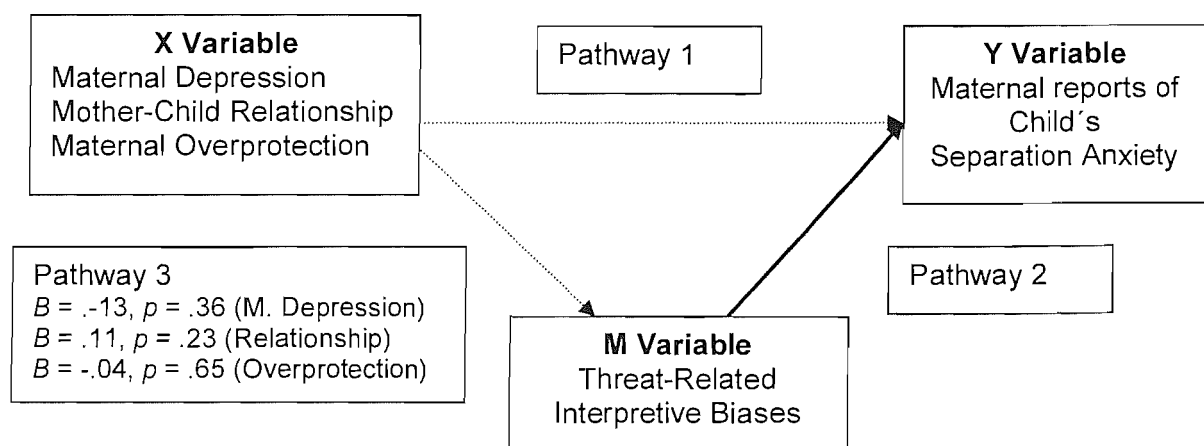 X Variable
Maternal Depression
Mother-Child Relationship
Maternal Overprotection
Pathway 1
Y Variable
Maternal reports of
Child´s
Separation Anxiety
Pathway 3
B = .-13, p = .36 (M. Depression)
B = .11, p = .23 (Relationship)
B = -.04, p = .65 (Overprotection)
Pathway 2
M Variable
Threat-Related
Interpretive Biases